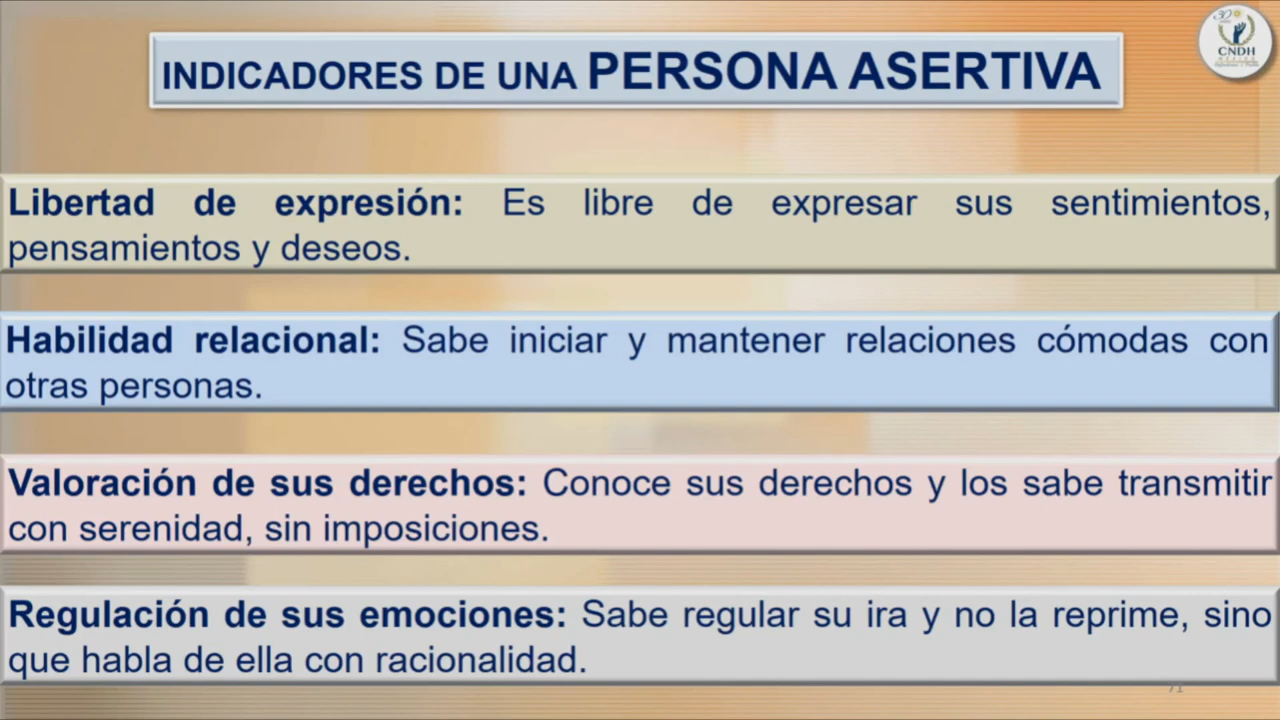 INDICADORES DE UNA PERSONA ASERTIVA
CNDH
Libertad de expresión: Es libre de expresar sus sentimientos,
pensamientos y deseos.
Habilidad relacional: Sabe iniciar y mantener relaciones cómodas con
otras personas.
Valoración de sus derechos: Conoce sus derechos y los sabe transmitir
con serenidad, sin imposiciones.
Regulación de sus emociones: Sabe regular su ira y no la reprime, sino
que habla de ella con racionalidad.
71